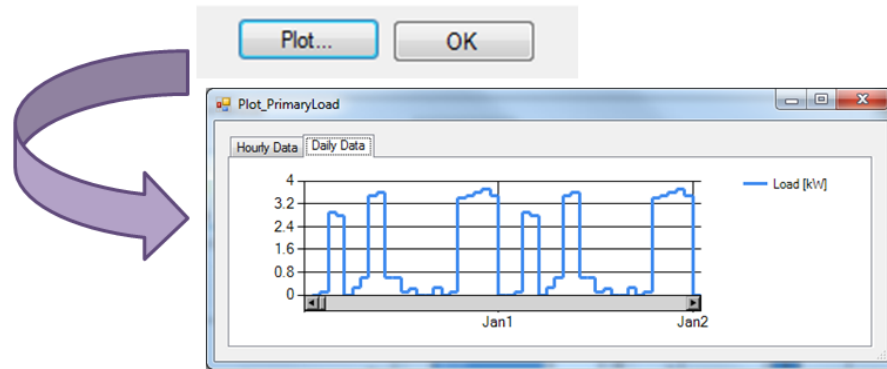 Plot... OK
Plot_PrimaryLoad
Hourly Data Daily Data
4
3.2
2.4
1.6
0.8
0
Load [kW]
Jan1 Jan2